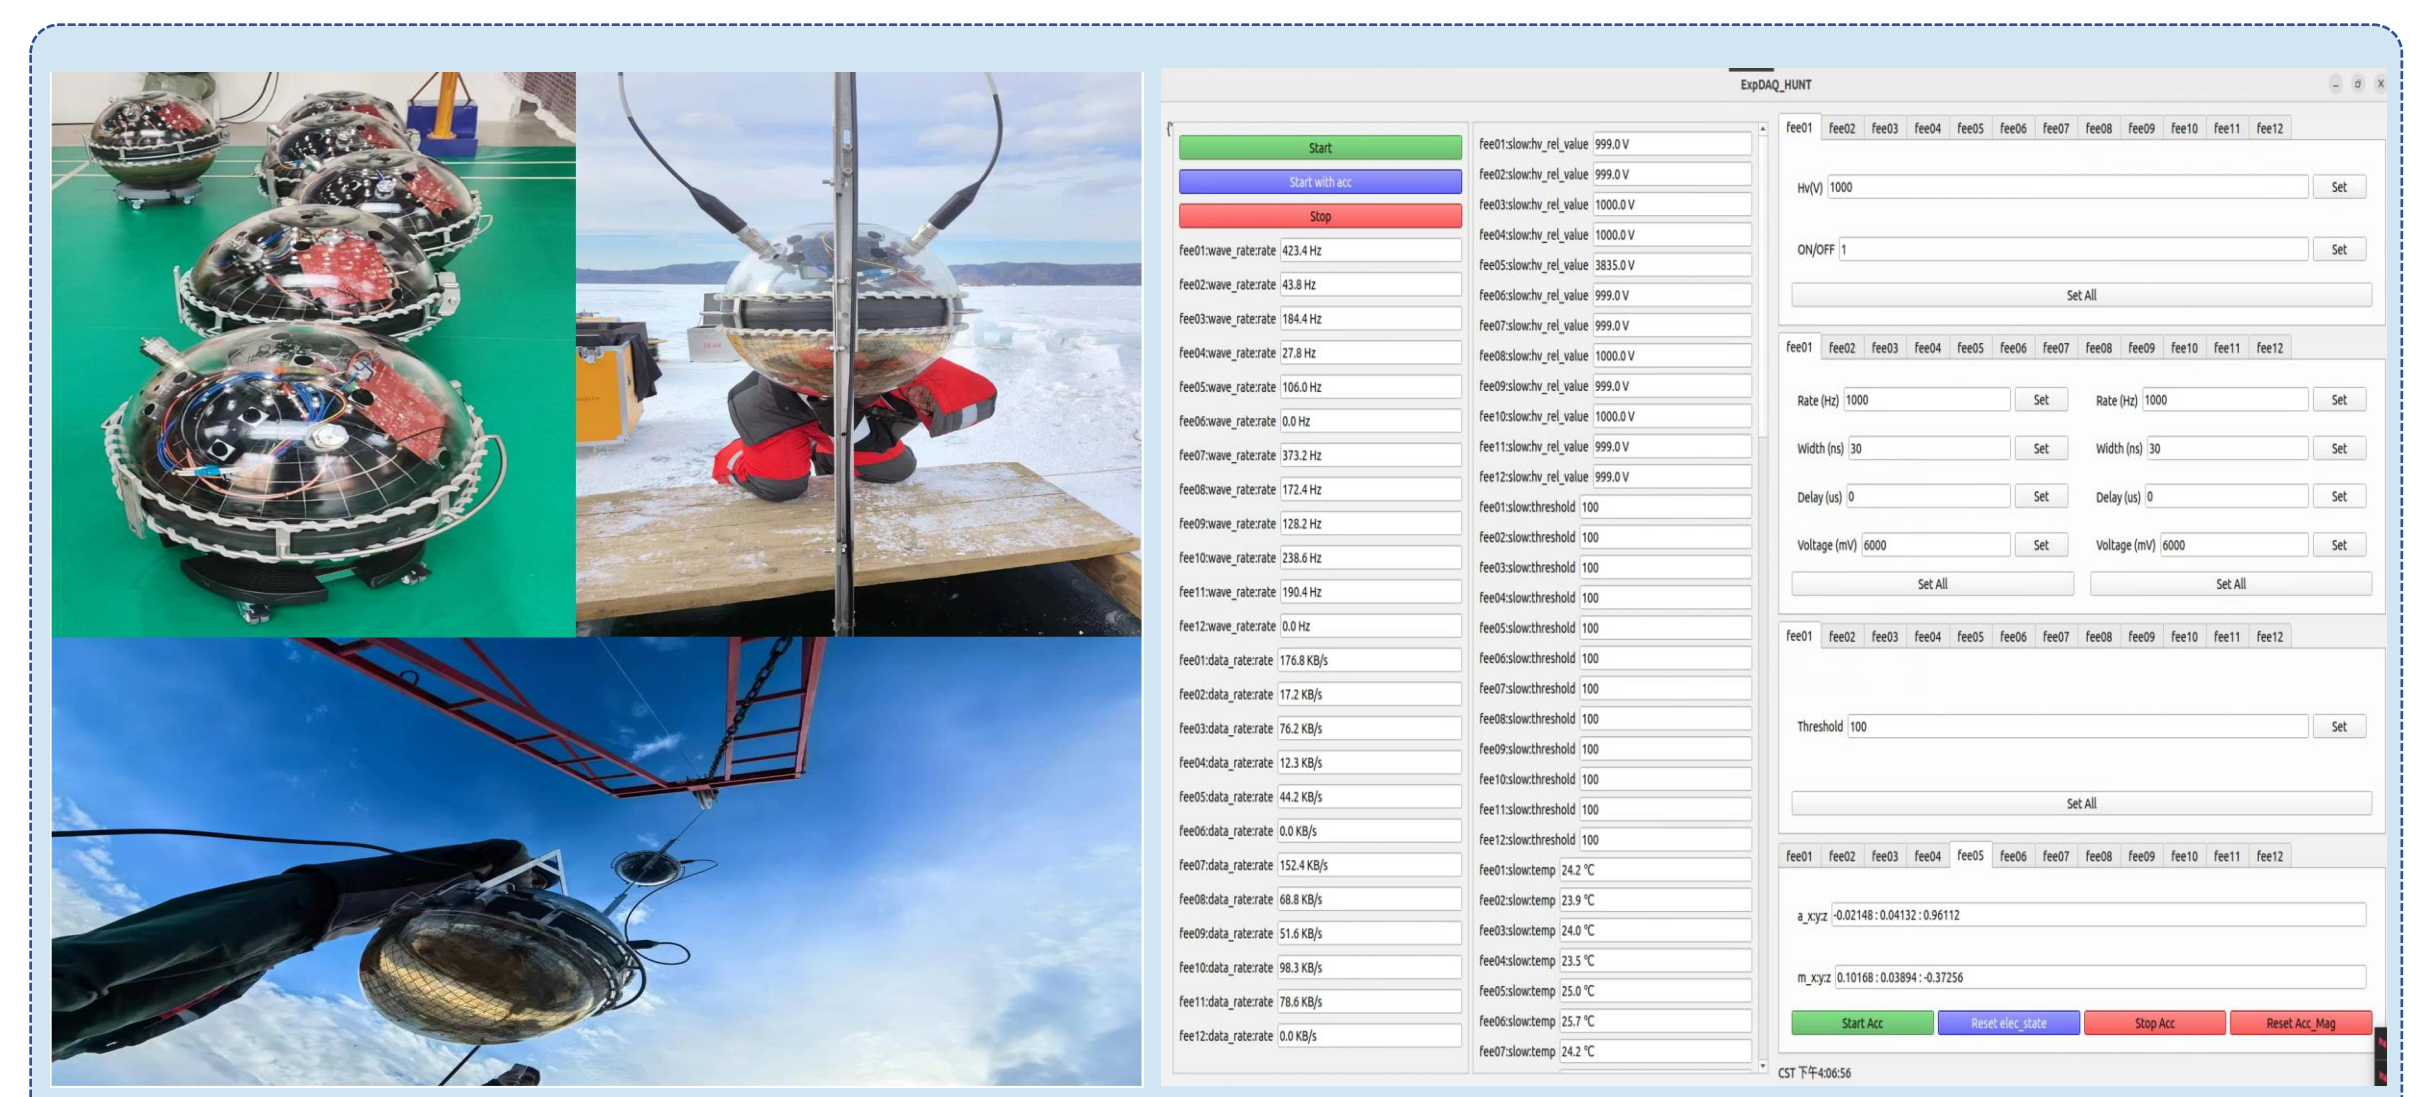 ExpDAQ_HUNT
Start
Start with acc
Stop
fee01:wave_rate:rate 423.4 Hz
fee02:wave_rate:rate 43.8 Hz
fee03:wave_rate:rate 184.4 Hz
fee04:wave_rate:rate 27.8 Hz
fee05:wave_rate:rate 106.0 Hz
fee06:wave_rate:rate 0.0 Hz
fee07:wave_rate:rate 373.2 Hz
fee08:wave_rate:rate 172.4 Hz
fee09:wave_rate:rate 128.2 Hz
fee10:wave_rate:rate 238.6 Hz
fee11:wave_rate:rate 190.4 Hz
fee12:wave_rate:rate 0.0 Hz
fee01:data_rate:rate 176.8 KB/s
fee02:data_rate:rate 17.2 KB/s
fee03:data_rate:rate 76.2 KB/s
fee04:data_rate:rate 12.3 KB/s
fee05:data_rate:rate 44.2 KB/s
fee06:data_rate:rate 0.0 KB/s
fee07:data_rate:rate 152.4 KB/s
fee08:data_rate:rate 68.8 KB/s
fee09:data_rate:rate 51.6 KB/s
fee10:data_rate:rate 98.3 KB/s
fee11:data_rate:rate 78.6 KB/s
fee12:data_rate:rate 0.0 KB/s
fee01:slow:hv_rel_value 999.0 V
fee02:slow:hv_rel_value 999.0 V
fee03:slow:hv_rel_value 1000.0 V
fee04:slow:hv_rel_value 1000.0 V
fee05:slow:hv_rel_value 3835.0 V
fee06:slow:hv_rel_value 999.0 V
fee07:slow:hv_rel_value 999.0 V
fee08:slow:hv_rel_value 1000.0 V
fee09:slow:hv_rel_value 999.0 V
fee10:slow:hv_rel_value 1000.0 V
fee11:slow:hv_rel_value 999.0 V
fee12:slow:hv_rel_value 999.0 V
fee01:slow:threshold 100
fee02:slow:threshold 100
fee03:slow:threshold 100
fee04:slow:threshold 100
fee05:slow:threshold 100
fee06:slow:threshold 100
fee07:slow:threshold 100
fee08:slow:threshold 100
fee09:slow:threshold 100
fee10:slow:threshold 100
fee11:slow:threshold 100
fee12:slow:threshold 100
fee01:slow:temp 24.2 °C
fee02:slow:temp 23.9 °C
fee03:slow:temp 24.0 °C
fee04:slow:temp 23.5 °C
fee05:slow:temp 25.0 °C
fee06:slow:temp 25.7 °C
fee07:slow:temp 24.2 °C
fee01 fee02 fee03 fee04 fee05 fee06 fee07 fee08 fee09 fee10 fee11 fee12
Hv(V) 1000 Set
ON/OFF 1 Set
Set All
fee01 fee02 fee03 fee04 fee05 fee06 fee07 fee08 fee09 fee10 fee11 fee12
Rate (Hz) 1000 Set Rate (Hz) 1000 Set
Width (ns) 30 Set Width (ns) 30 Set
Delay (us) 0 Set Delay (us) 0 Set
Voltage (mV) 6000 Set Voltage (mV) 6000 Set
Set All Set All
fee01 fee02 fee03 fee04 fee05 fee06 fee07 fee08 fee09 fee10 fee11 fee12
Threshold 100 Set
Set All
fee01 fee02 fee03 fee04 fee05 fee06 fee07 fee08 fee09 fee10 fee11 fee12
a_x:y:z -0.02148 : 0.04132 : 0.96112
m_x:y:z 0.10168 : 0.03894 : -0.37256
Start Acc Reset elec_state Stop Acc Reset Acc_Mag
CST 下午4:06:56